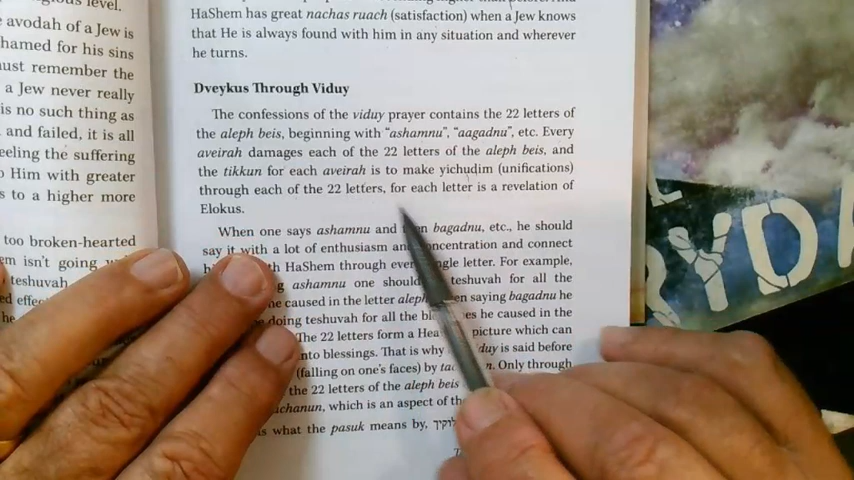 gious level.
avodah of a Jew is
hamed for his sins
ust remember the
a Jew never really
is no such thing as
and failed, it is all
eeling the suffering
to Him with greater
s to a higher more
too broken-hearted
em isn't going
teshuvah.
HaShem has great nachas ruach (satisfaction) when a Jew knows
that He is always found with him in any situation and wherever
he turns.
Dveykus Through Viduy
The confessions of the viduy prayer contains the 22 letters of
the aleph beis, beginning with "ashamnu", "aagadnu", etc. Every
aveirah damages each of the 22 letters of the aleph beis, and
the tikkun for each aveirah is to make yichudim (unifications)
through each of the 22 letters, for each letter is a revelation of
Elokus.
When one says ashamnu and bagadnu, etc., he should
say it with a lot of enthusiasm and concentration and connect
HaShem through every single letter. For example,
ashamnu one should teshuvah for all the
he caused in the letter aleph. saying bagadnu he
doing teshuvah for all the he caused in the
The 22 letters form a picture which can
into blessings. That is why is said before
(falling on one's faces) by Only through
the 22 letters of the aleph beis
which is an aspect of
is what the pasuk means by,
RYDA